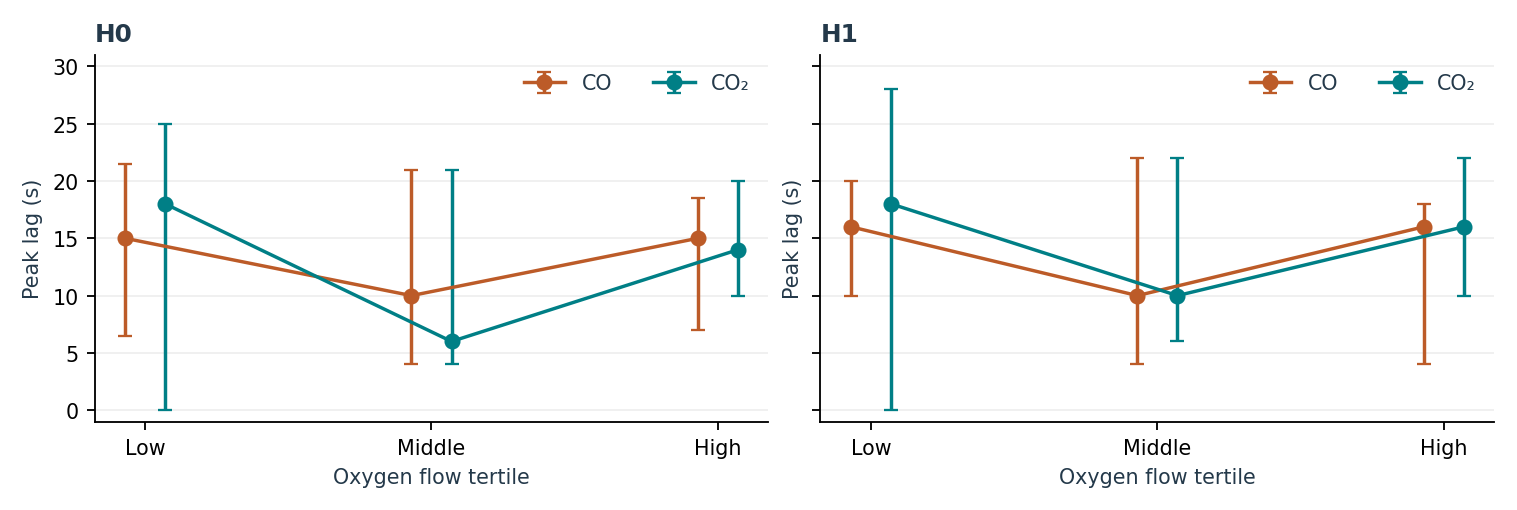 H0
CO
CO₂
30
25
20
15
10
5
0
Peak lag (s)
Low
Middle
High
Oxygen flow tertile
H1
CO
CO₂
Peak lag (s)
Low
Middle
High
Oxygen flow tertile